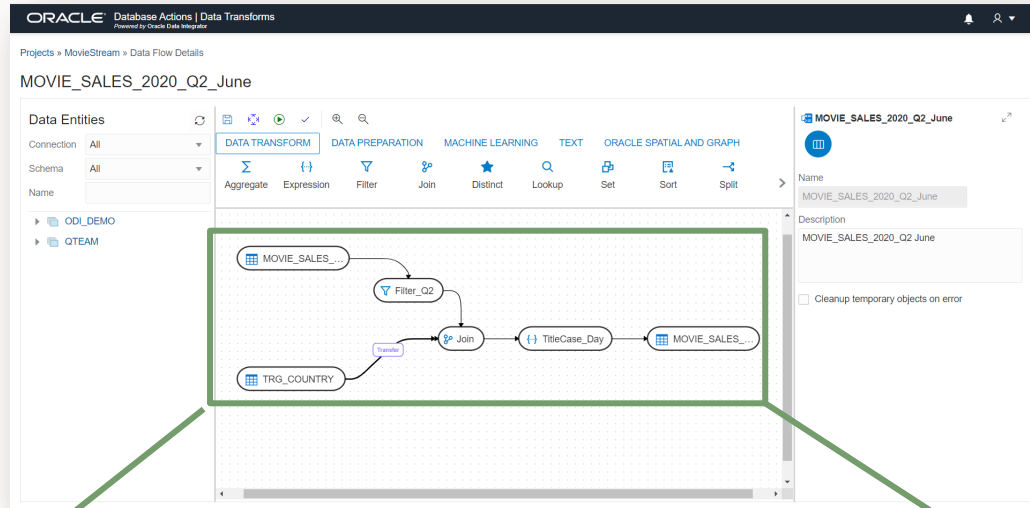 ORACLE Database Actions | Data Transforms
Powered by Oracle Data Integrator
Projects » MovieStream » Data Flow Details
MOVIE_SALES_2020_Q2_June
Data Entities
Connection All
Schema All
Name
ODI_DEMO
QTEAM
DATA TRANSFORM DATA PREPARATION MACHINE LEARNING TEXT ORACLE SPATIAL AND GRAPH
Aggregate Expression Filter Join Distinct Lookup Set Sort Split
MOVIE_SALES_...
Filter_Q2
Join TitleCase_Day MOVIE_SALES_...
Transfer
TRG_COUNTRY
MOVIE_SALES_2020_Q2_June
Name
MOVIE_SALES_2020_Q2_June
Description
MOVIE_SALES_2020_Q2 June
Cleanup temporary objects on error